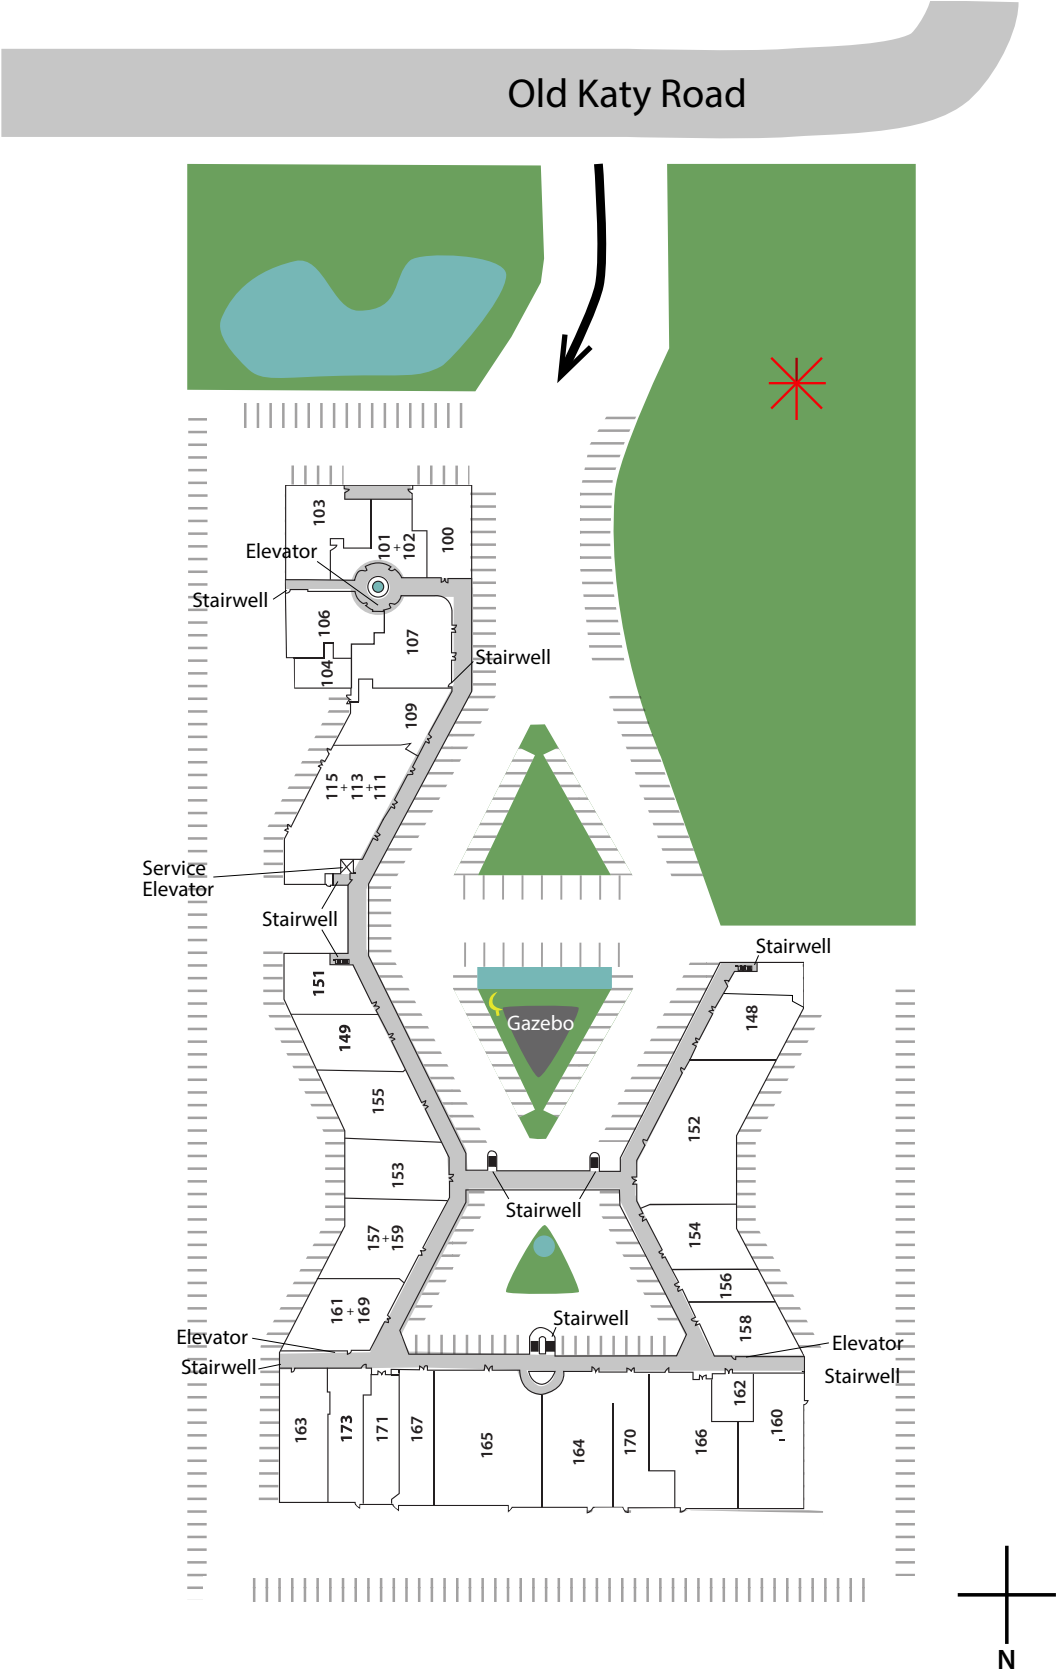 Old Katy Road
103
101 + 102
100
Elevator
Stairwell
106
107
104
Stairwell
109
115 + 113 + 111
Service
Elevator
Stairwell
Stairwell
151
148
Gazebo
149
155
152
153
Stairwell
157 + 159
154
156
161 + 169
158
Stairwell
Elevator
Elevator
Stairwell
Stairwell
162
163
173
171
167
165
164
170
166
160
N